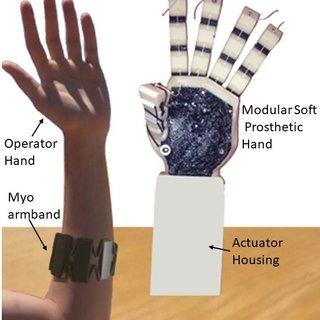 Operator
Hand
Modular Soft
Prosthetic
Hand
Myo
armband
Actuator
Housing